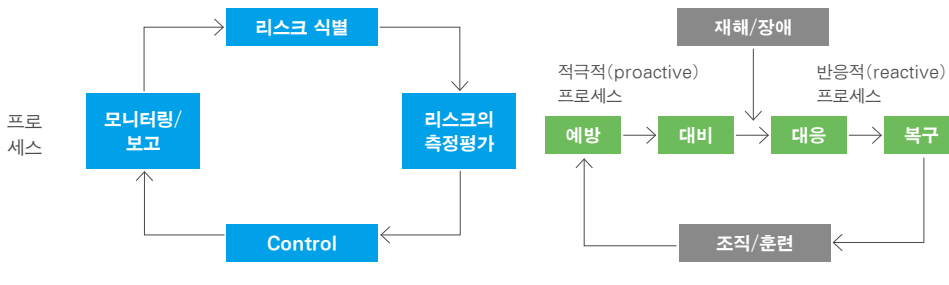 프로
세스
리스크 식별
모니터링/
보고
리스크의
측정평가
Control
재해/장애
적극적(proactive)
프로세스
반응적(reactive)
프로세스
예방
대비
대응
복구
조직/훈련